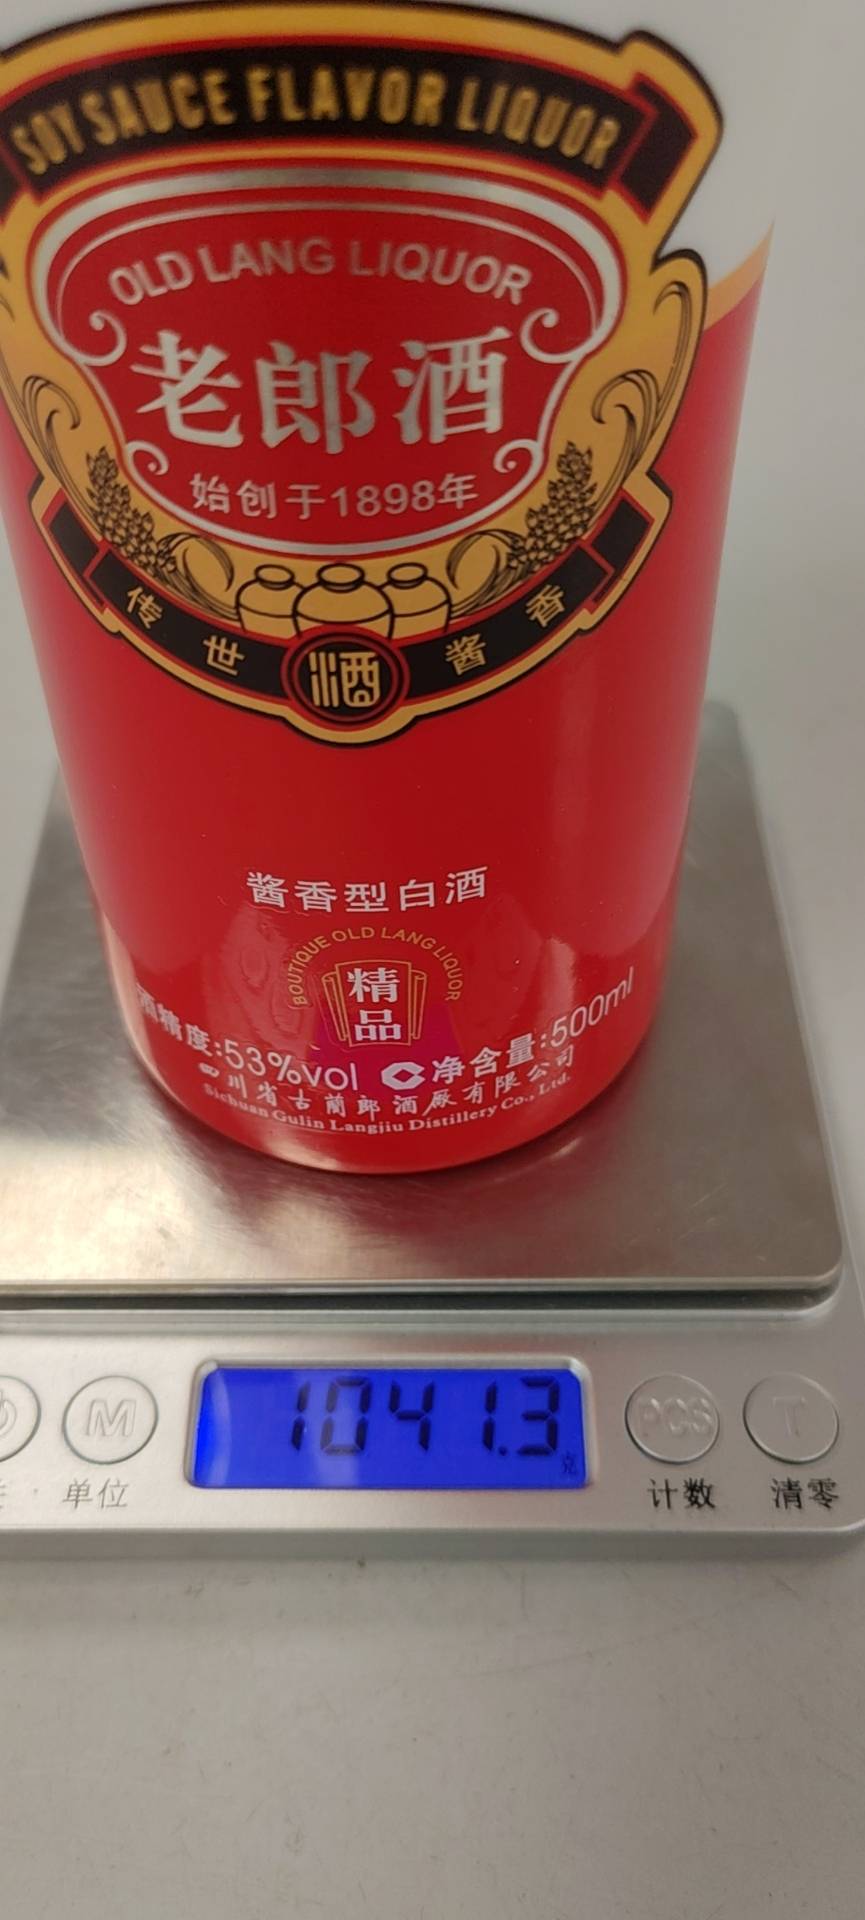 SOY SAUCE FLAVOR LIQUOR
OLD LANG LIQUOR
老郎酒
始创于1898年
传世 酒 酱香
酱香型白酒
BOUTIQUE OLD LANG LIQUOR
精品
酒精度:53%vol 净含量:500ml
四川省古蔺郎酒厂有限公司
Sichuan Gulin Langjiu Distillery Co., Ltd.
1041.3
克
M
PCS
T
单位
计数
清零